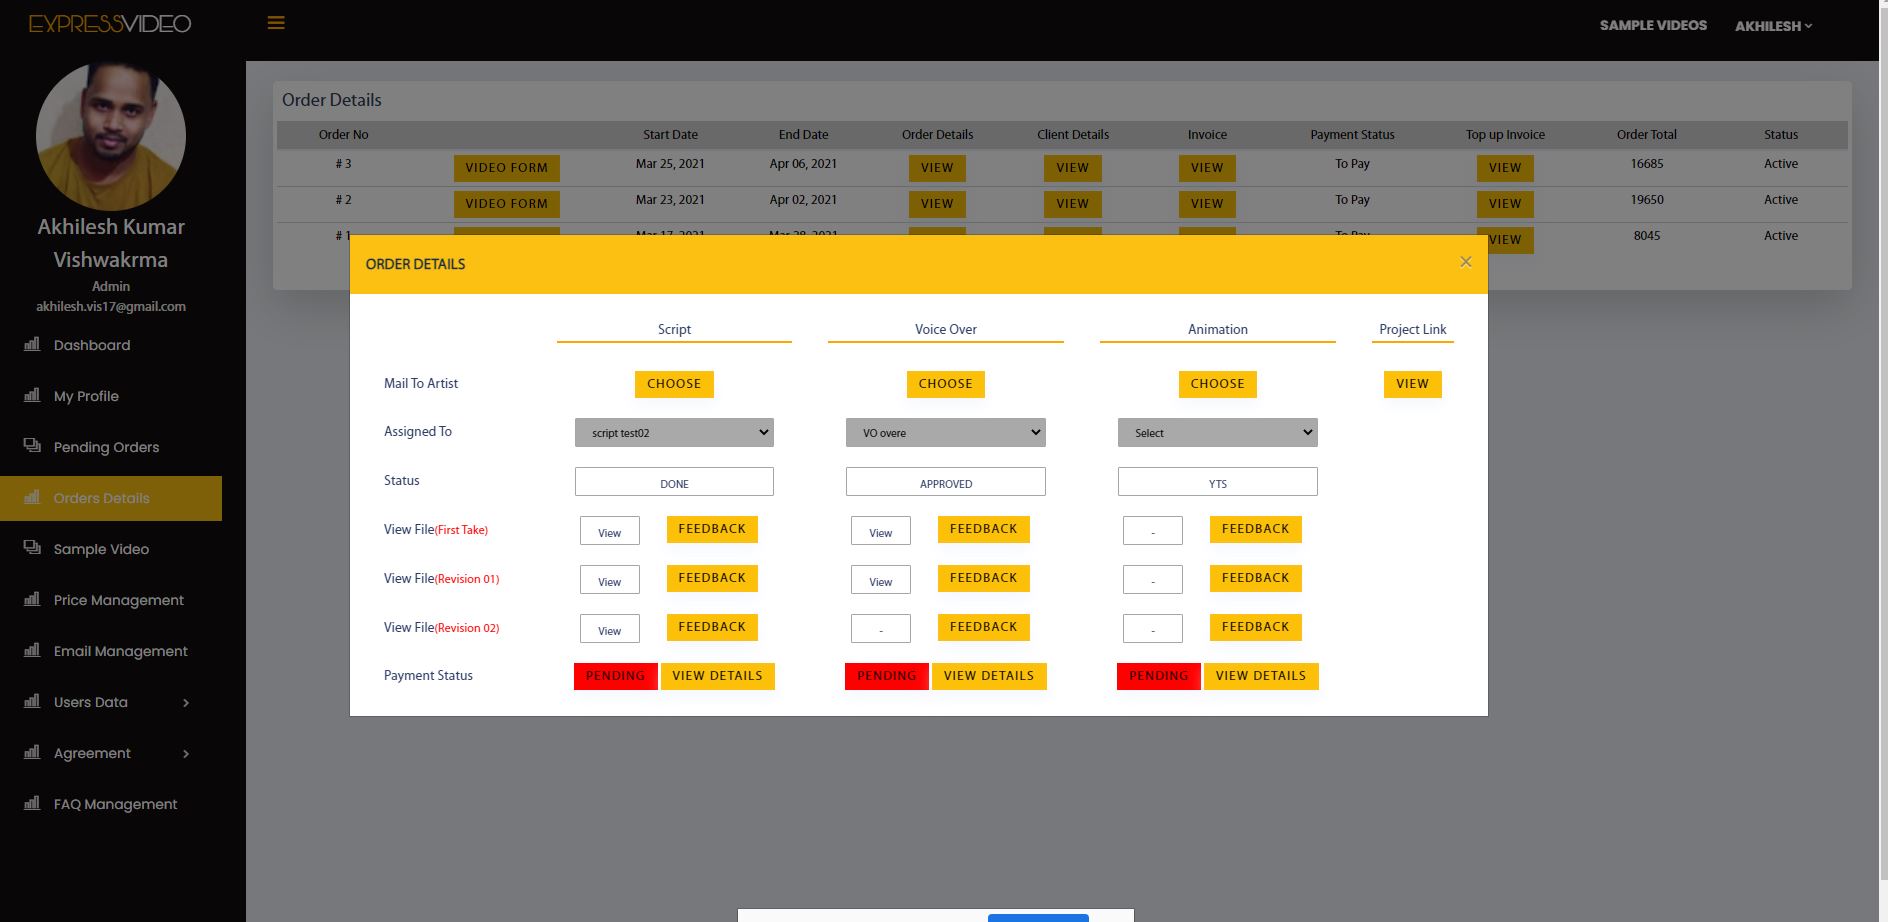 EXPRESSVIDEO
SAMPLE VIDEOS
AKHILESH
Akhilesh Kumar
Vishwakrma
Admin
akhilesh.vis17@gmail.com
Dashboard
My Profile
Pending Orders
Orders Details
Sample Video
Price Management
Email Management
Users Data
Agreement
FAQ Management
Order Details
Order No Start Date End Date Order Details Client Details Invoice Payment Status Top up Invoice Order Total Status
# 3 VIDEO FORM Mar 25, 2021 Apr 06, 2021 VIEW VIEW VIEW To Pay VIEW 16685 Active
# 2 VIDEO FORM Mar 23, 2021 Apr 02, 2021 VIEW VIEW VIEW To Pay VIEW 19650 Active
# 1 Mar 17, 2021 Mar 28, 2021 To Pay VIEW 8045 Active
ORDER DETAILS ×
Script Voice Over Animation Project Link
Mail To Artist CHOOSE CHOOSE CHOOSE VIEW
Assigned To script test02 VO overe Select
Status DONE APPROVED YTS
View File(First Take) View FEEDBACK View FEEDBACK - FEEDBACK
View File(Revision 01) View FEEDBACK View FEEDBACK - FEEDBACK
View File(Revision 02) View FEEDBACK - FEEDBACK - FEEDBACK
Payment Status PENDING VIEW DETAILS PENDING VIEW DETAILS PENDING VIEW DETAILS